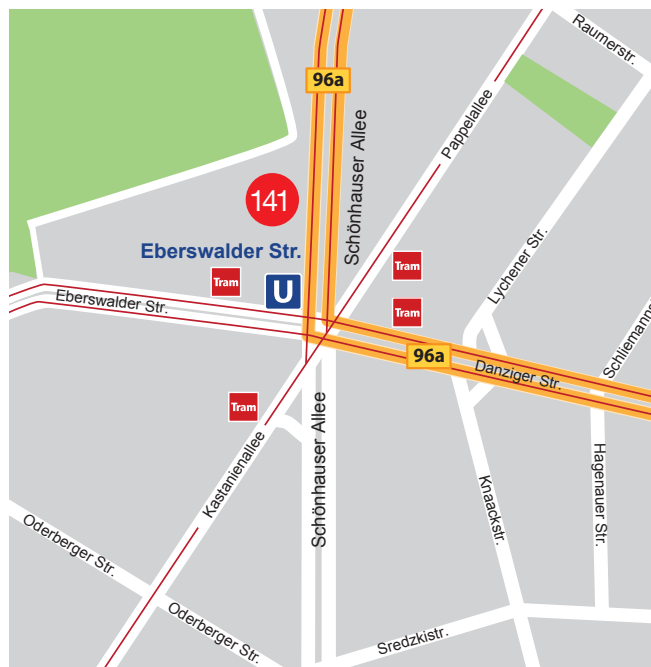 Raumerstr.
96a
Schönhauser Allee
Pappelallee
141
Eberswalder Str.
Lychener Str.
Tram
Tram
U
Eberswalder Str.
Tram
Schliemanns
96a
Danziger Str.
Tram
Kastanienallee
Schönhauser Allee
Knaackstr.
Hagenauer Str.
Oderberger Str.
Oderberger Str.
Sredzkistr.